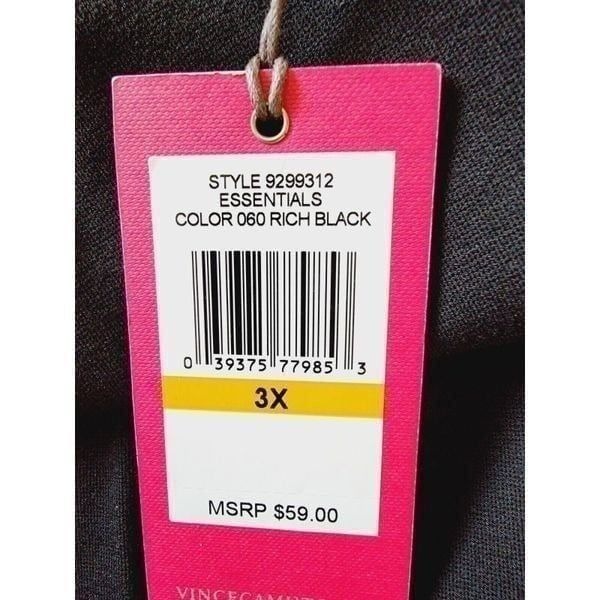 STYLE 9299312
ESSENTIALS
COLOR 060 RICH BLACK
0 39375 77985 3
3X
MSRP $59.00